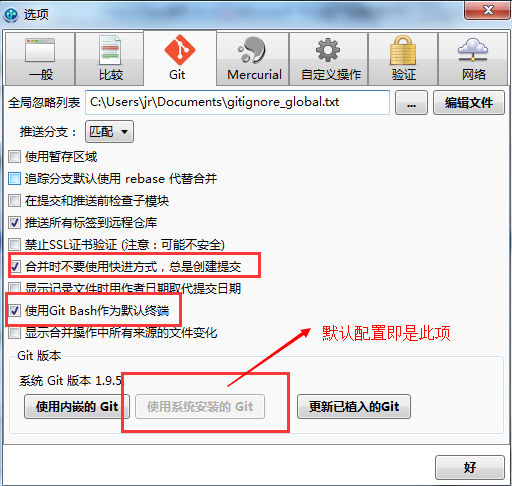 选项
一般 比较 Git Mercurial 自定义操作 验证 网络
全局忽略列表 C:\Users\jr\Documents\gitignore_global.txt ... 编辑文件
推送分支： 匹配
使用暂存区域
追踪分支默认使用 rebase 代替合并
在提交和推送前检查子模块
推送所有标签到远程仓库
禁止SSL证书验证 (注意：可能不安全)
合并时不要使用快进方式，总是创建提交
显示记录文件时用作者日期取代提交日期
使用Git Bash作为默认终端
显示合并操作中所有来源的文件变化
默认配置即是此项
Git 版本
系统 Git 版本 1.9.5
使用内嵌的 Git 使用系统安装的 Git 更新已植入的Git
好